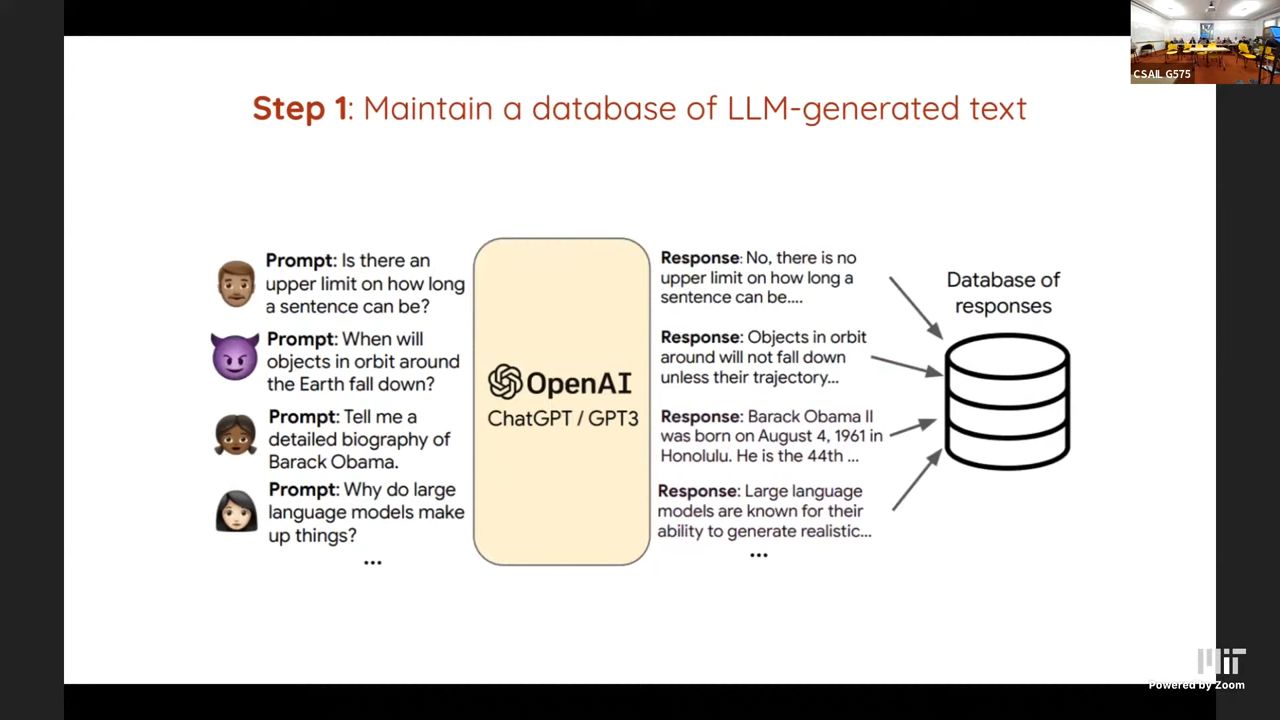 CSAIL G575
Step 1: Maintain a database of LLM-generated text
Prompt: Is there an
upper limit on how long
a sentence can be?
Prompt: When will
objects in orbit around
the Earth fall down?
Prompt: Tell me a
detailed biography of
Barack Obama.
Prompt: Why do large
language models make
up things?
...
OpenAI
ChatGPT / GPT3
Response: No, there is no
upper limit on how long a
sentence can be....
Response: Objects in orbit
around will not fall down
unless their trajectory...
Response: Barack Obama II
was born on August 4, 1961 in
Honolulu. He is the 44th ...
Response: Large language
models are known for their
ability to generate realistic...
...
Database of
responses
MIT
Powered by Zoom